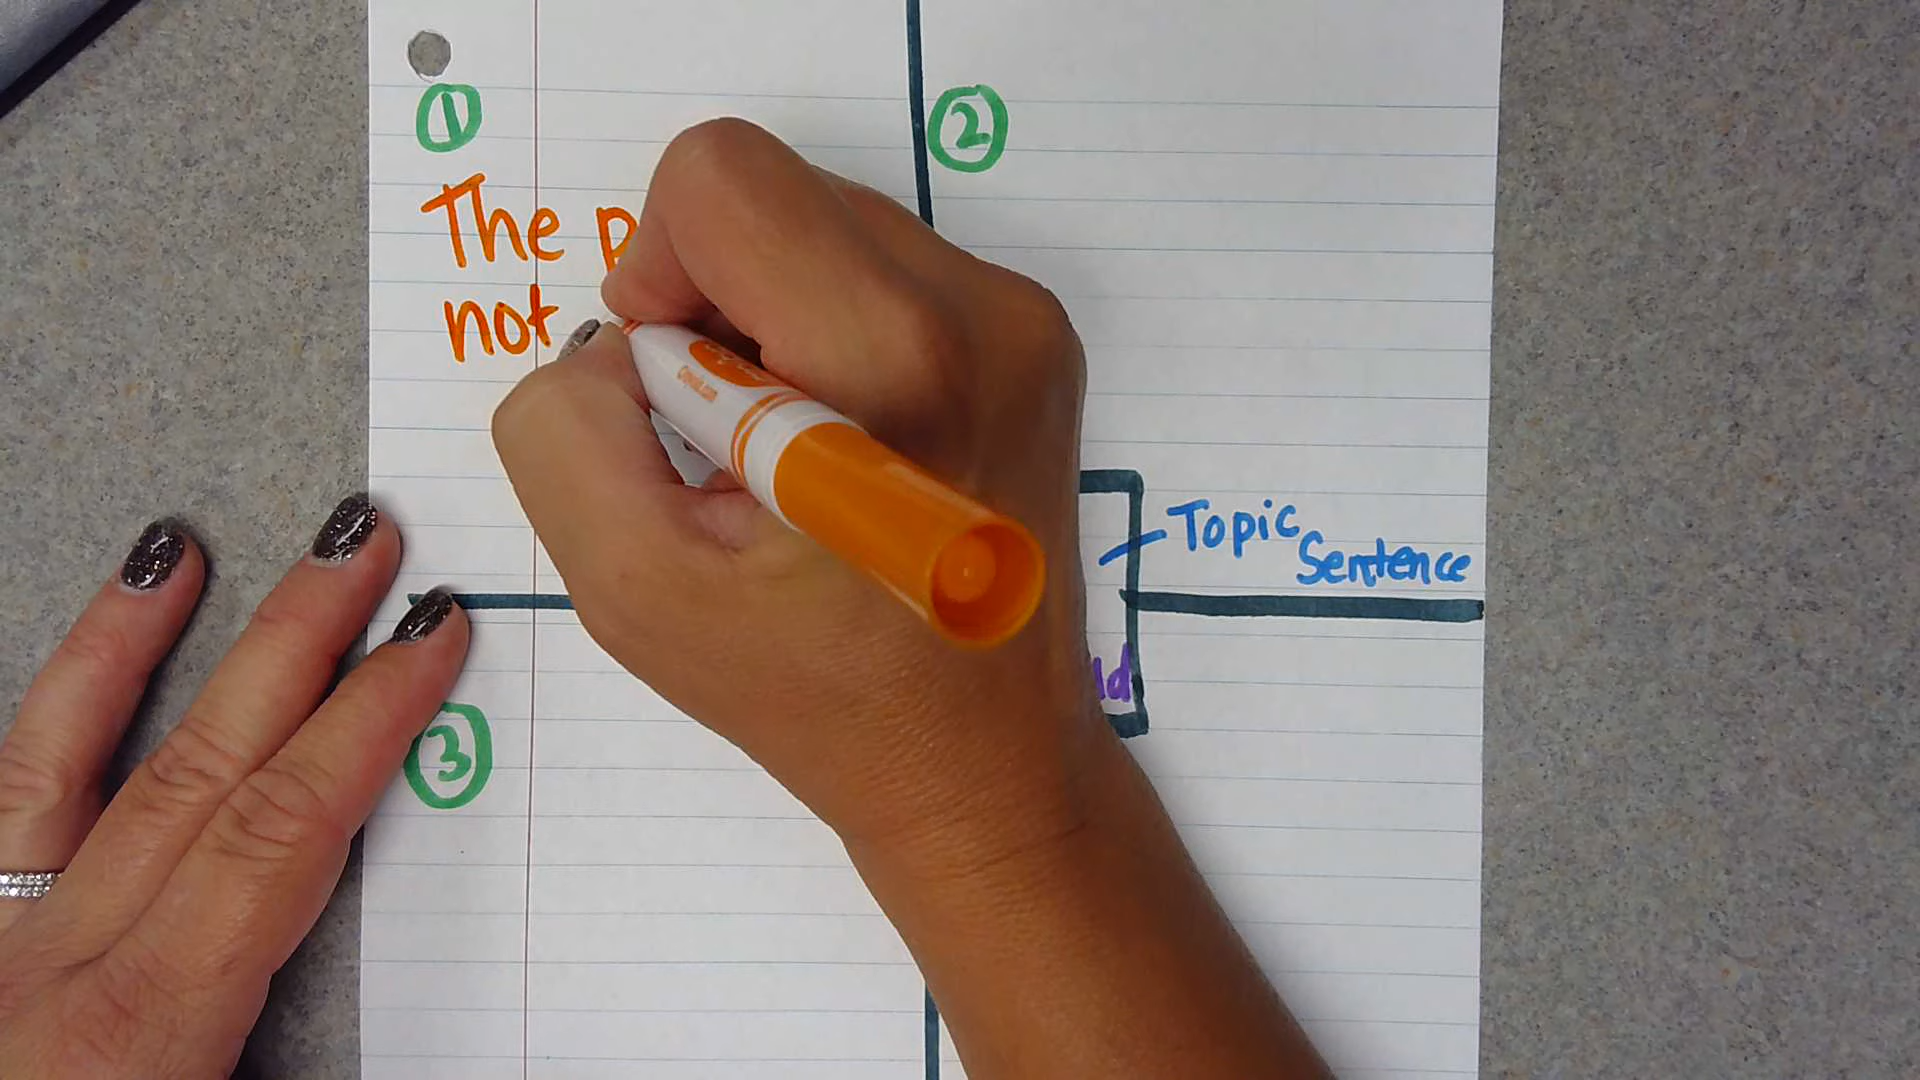 ①
②
The
not
Topic
Sentence
③